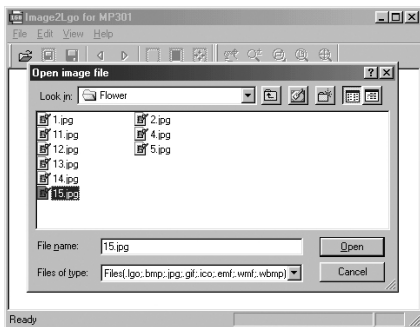 Image2Lgo for MP301
File Edit View Help
Open image file
Look in: Flower
1.jpg
11.jpg
12.jpg
13.jpg
14.jpg
15.jpg
2.jpg
4.jpg
5.jpg
File name: 15.jpg
Open
Files of type: Files(.lgo;.bmp;.jpg;.gif;.ico;.emf;.wmf;.wbmp)
Cancel
Ready